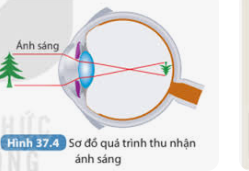 Ánh sáng
Hình 37.4 Sơ đồ quá trình thu nhận
ánh sáng